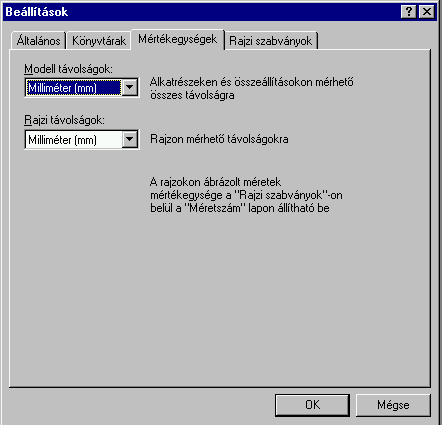 Beállítások
Általános
Könyvtárak
Mértékegységek
Rajzi szabványok
Modell távolságok:
Milliméter (mm)
Alkatrészeken és összeállításokon mérhető
összes távolságra
Rajzi távolságok:
Milliméter (mm)
Rajzon mérhető távolságokra
A rajzokon ábrázolt méretek
mértékegysége a "Rajzi szabványok"-on
belül a "Méretszám" lapon állítható be
OK
Mégse